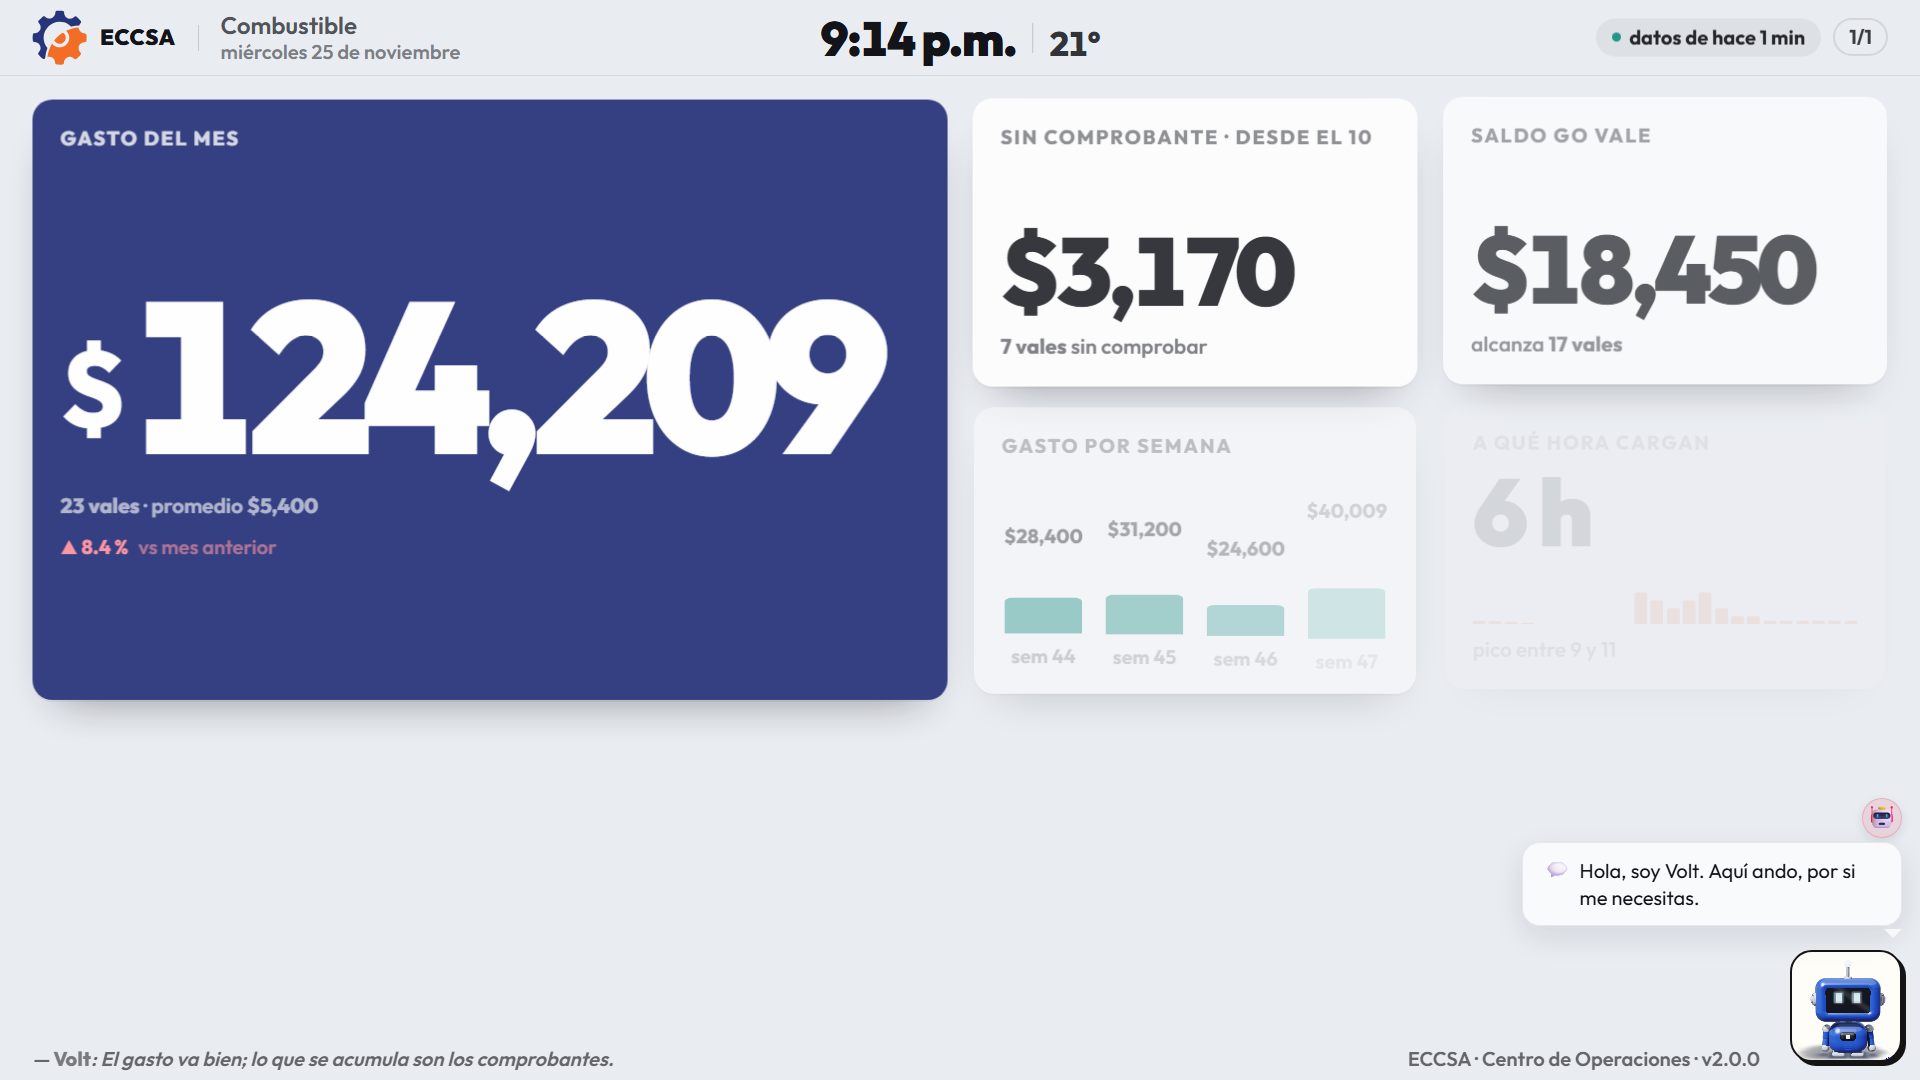 ECCSA
Combustible
miércoles 25 de noviembre
9:14 p.m.
21°
datos de hace 1 min
1/1
GASTO DEL MES
$124,209
23 vales · promedio $5,400
▲ 8.4 % vs mes anterior
SIN COMPROBANTE · DESDE EL 10
$3,170
7 vales sin comprobar
SALDO GO VALE
$18,450
alcanza 17 vales
GASTO POR SEMANA
$28,400 $31,200 $24,600 $40,009
sem 44 sem 45 sem 46 sem 47
A QUÉ HORA CARGAN
6 h
pico entre 9 y 11
Hola, soy Volt. Aquí ando, por si
me necesitas.
— Volt: El gasto va bien; lo que se acumula son los comprobantes.
ECCSA · Centro de Operaciones · v2.0.0